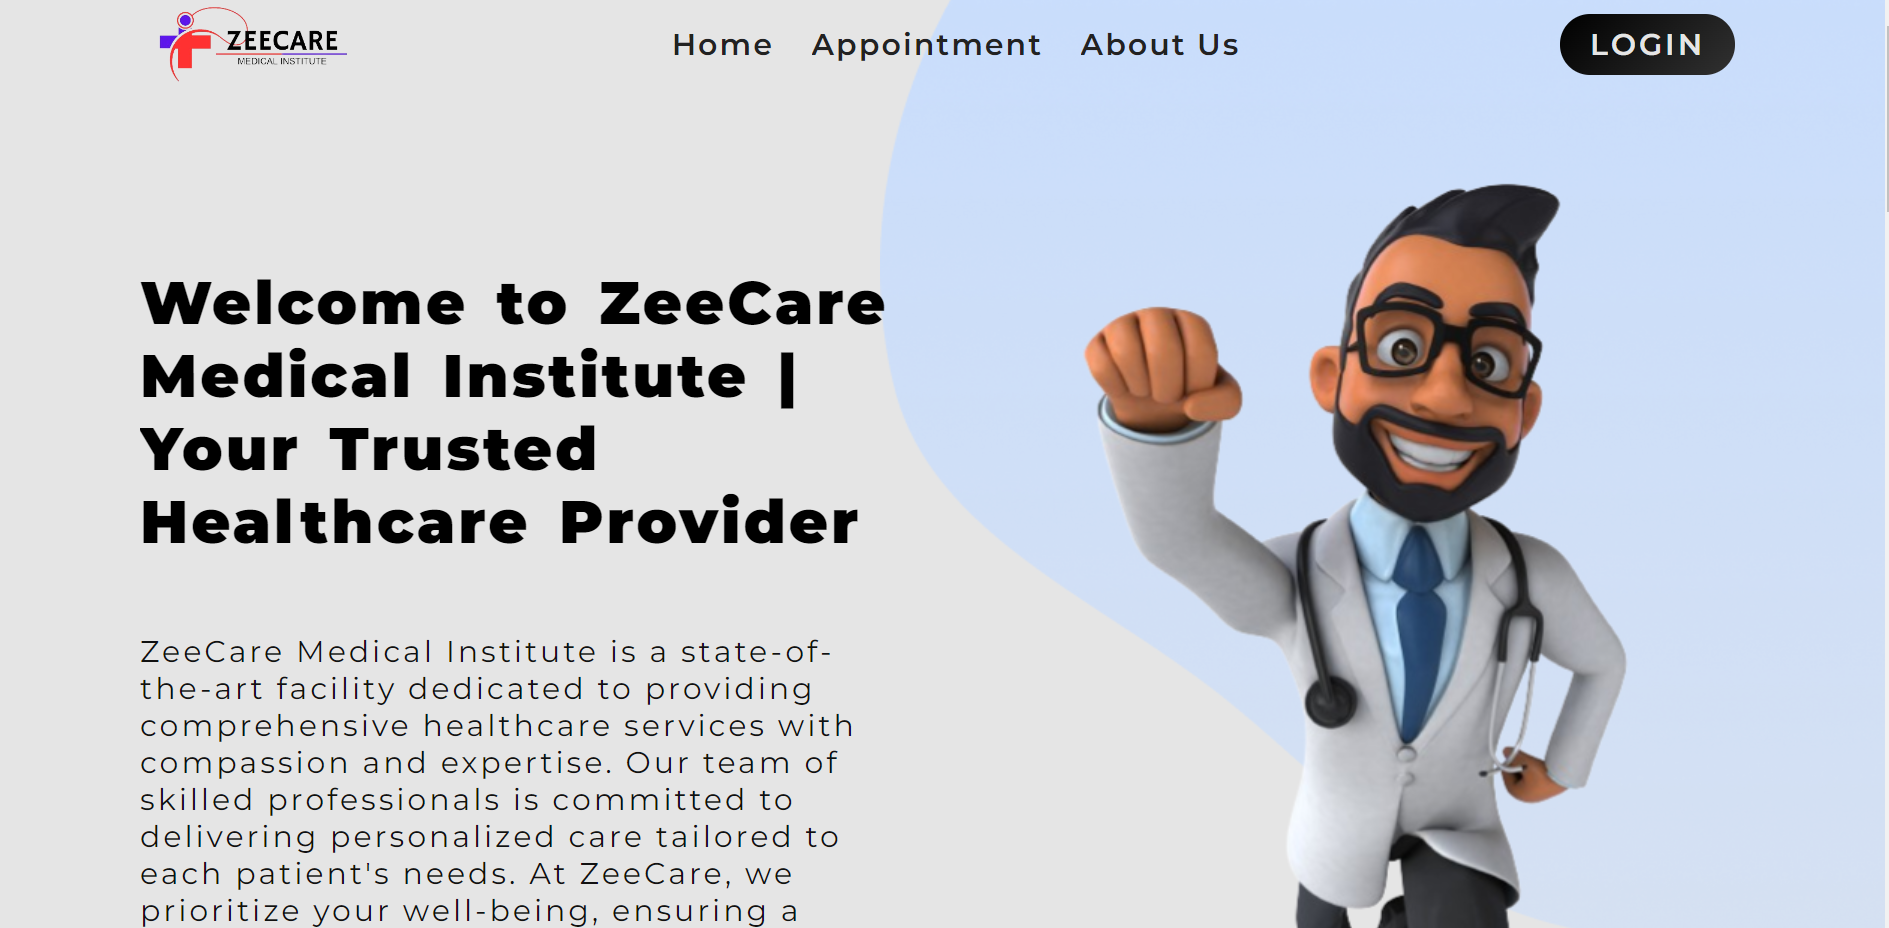 ZEECARE
MEDICAL INSTITUTE
Home Appointment About Us
LOGIN
Welcome to ZeeCare
Medical Institute |
Your Trusted
Healthcare Provider
ZeeCare Medical Institute is a state-of-
the-art facility dedicated to providing
comprehensive healthcare services with
compassion and expertise. Our team of
skilled professionals is committed to
delivering personalized care tailored to
each patient's needs. At ZeeCare, we
prioritize your well-being, ensuring a